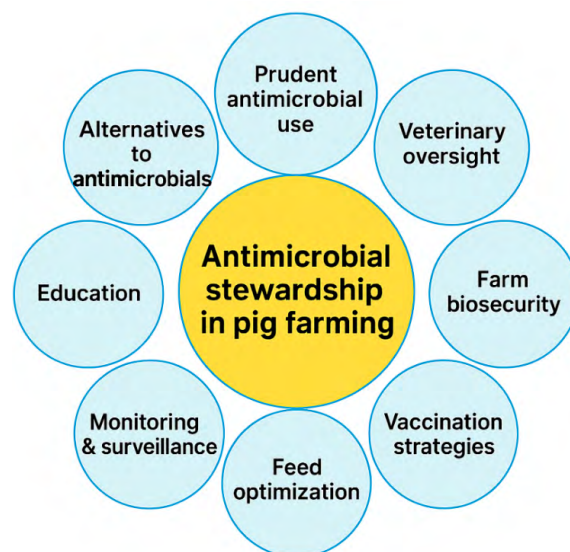 Prudent
antimicrobial
use
Veterinary
oversight
Farm
biosecurity
Vaccination
strategies
Feed
optimization
Monitoring
& surveillance
Education
Alternatives
to
antimicrobials
Antimicrobial
stewardship
in pig farming